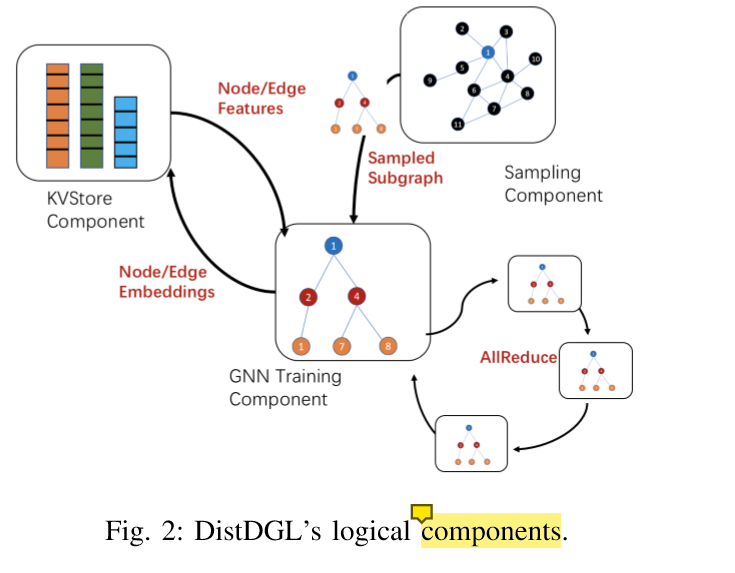 2
3
1
10
5
4
9
6
8
7
11
Node/Edge
Features
Sampled
Subgraph
Sampling
Component
KVStore
Component
1
2
4
1
7
8
Node/Edge
Embeddings
GNN Training
Component
AllReduce
Fig. 2: DistDGL's logical components.